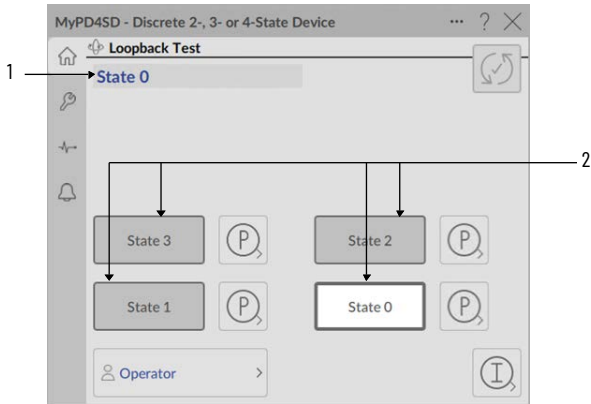 MyPD4SD - Discrete 2-, 3- or 4-State Device ... ?
Loopback Test
1
State 0
2
State 3 P State 2 P
State 1 P State 0 P
Operator I